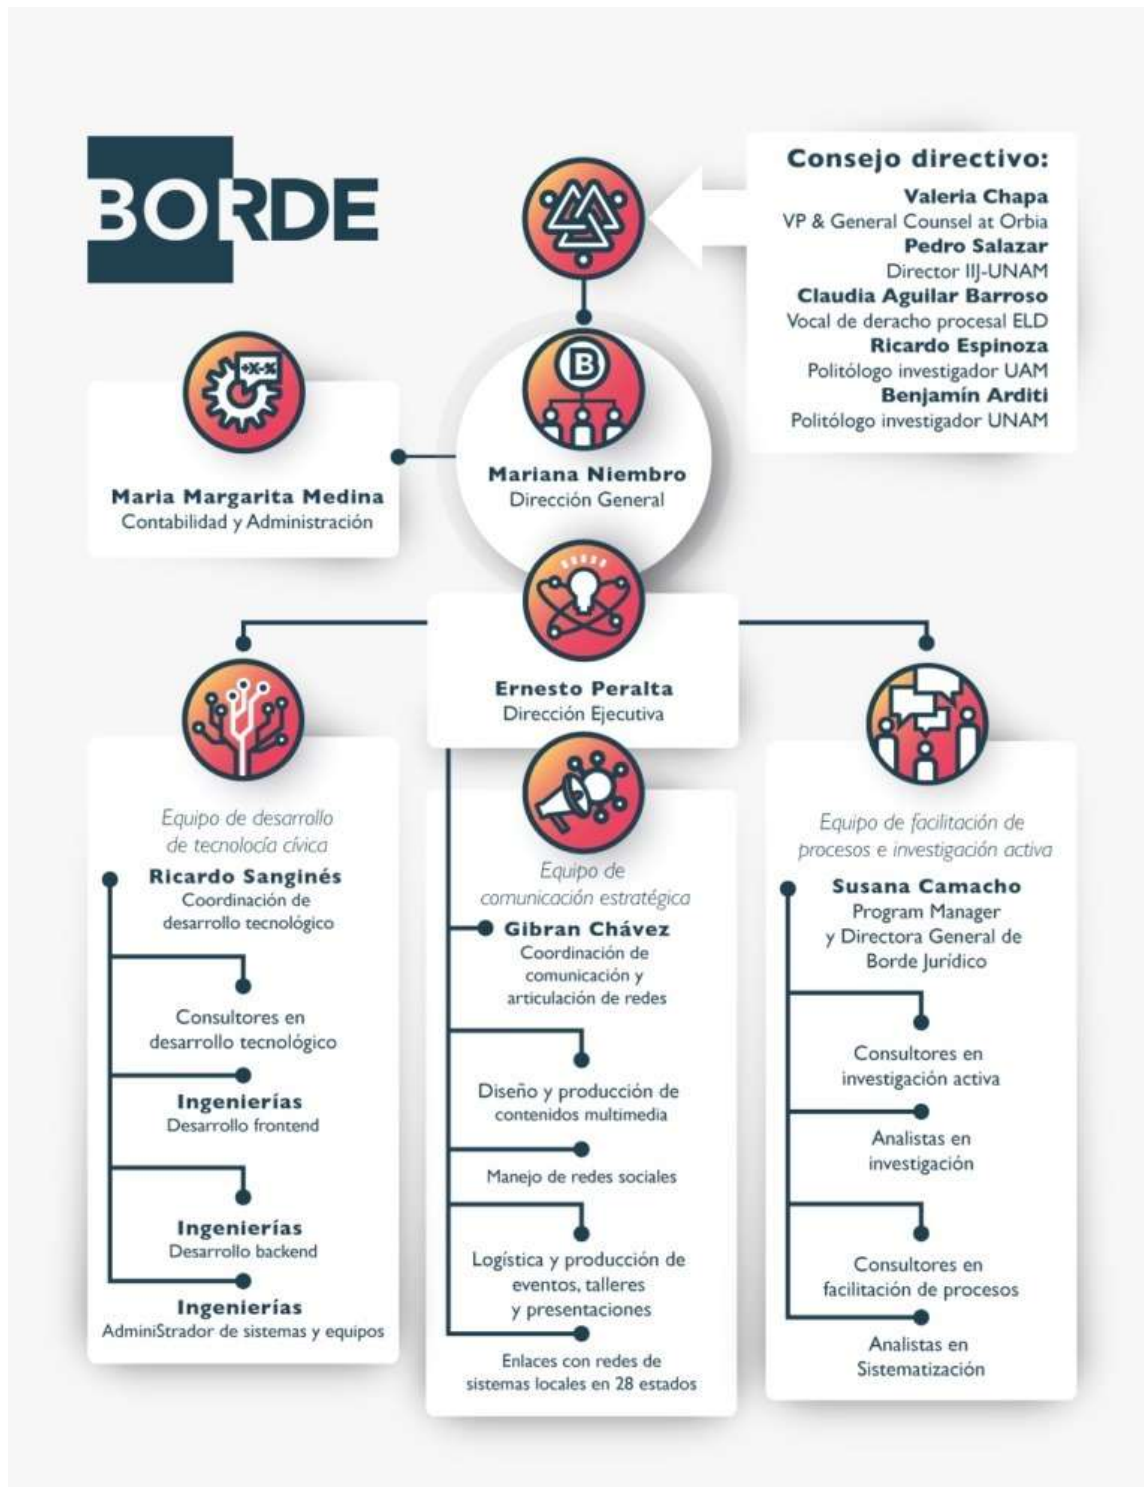 BORDE
Consejo directivo:
Valeria Chapa
VP & General Counsel at Orbia
Pedro Salazar
Director IIJ-UNAM
Claudia Aguilar Barroso
Vocal de deracho procesal ELD
Ricardo Espinoza
Politólogo investigador UAM
Benjamín Arditi
Politólogo investigador UNAM
+X-%
Maria Margarita Medina
Contabilidad y Administración
B
Mariana Niembro
Dirección General
Ernesto Peralta
Dirección Ejecutiva
Equipo de desarrollo
de tecnolocía cívica
Ricardo Sanginés
Coordinación de
desarrollo tecnológico
Consultores en
desarrollo tecnológico
Ingenierías
Desarrollo frontend
Ingenierías
Desarrollo backend
Ingenierías
AdminiStrador de sistemas y equipos
Equipo de
comunicación estratégica
Gibran Chávez
Coordinación de
comunicación y
articulación de redes
Diseño y producción de
contenidos multimedia
Manejo de redes sociales
Logística y producción de
eventos, talleres
y presentaciones
Enlaces con redes de
sistemas locales en 28 estados
Equipo de facilitación de
procesos e investigación activa
Susana Camacho
Program Manager
y Directora General de
Borde Jurídico
Consultores en
investigación activa
Analistas en
investigación
Consultores en
facilitación de procesos
Analistas en
Sistematización